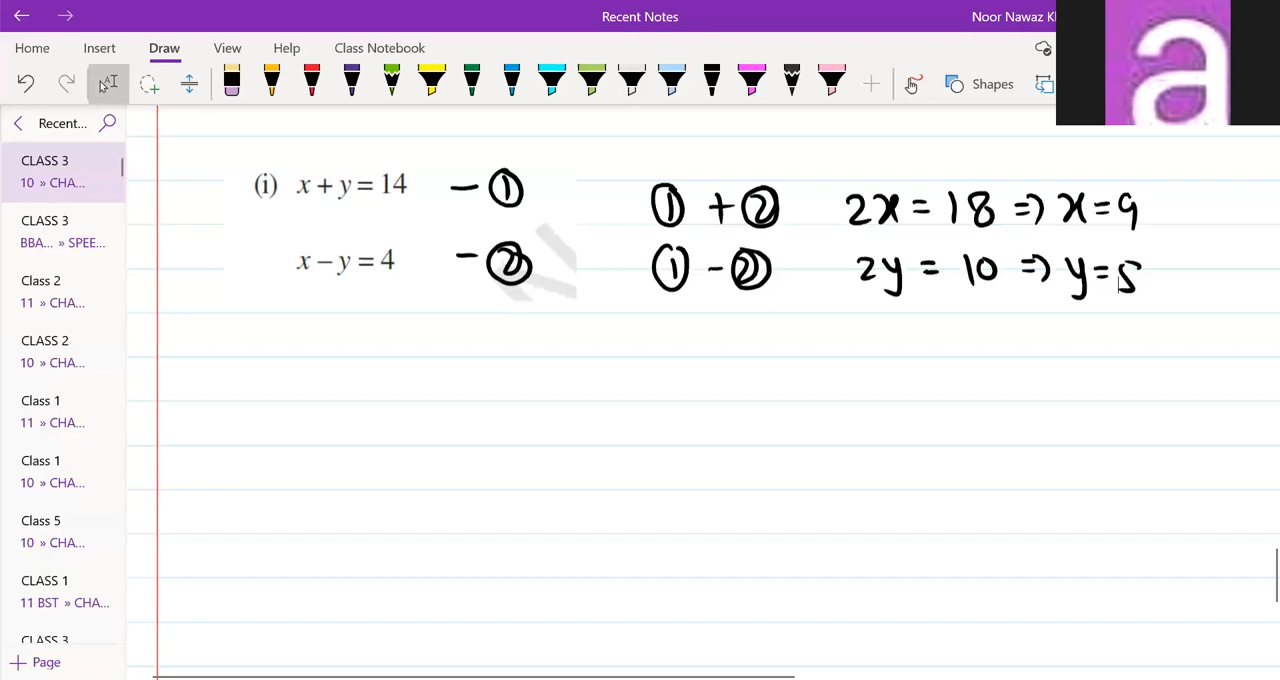 Recent Notes
Noor Nawaz Kh
Home Insert Draw View Help Class Notebook
Shapes
Recent...
CLASS 3
10 » CHA...
CLASS 3
BBA... » SPEE...
Class 2
11 » CHA...
CLASS 2
10 » CHA...
Class 1
11 » CHA...
Class 1
10 » CHA...
Class 5
10 » CHA...
CLASS 1
11 BST » CHA...
CLASS 3
+ Page
a
(i) x + y = 14 – ①
x – y = 4 – ②
① + ② 2x = 18 => x = 9
① – ② 2y = 10 => y = 5